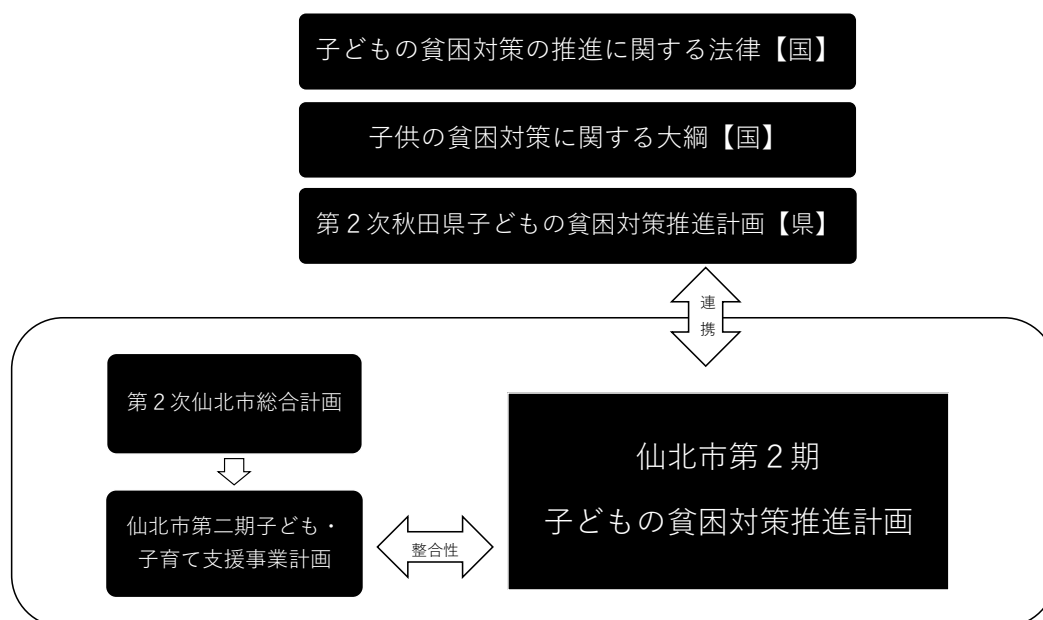 子どもの貧困対策の推進に関する法律【国】
子供の貧困対策に関する大綱【国】
第２次秋田県子どもの貧困対策推進計画【県】
連
携
第２次仙北市総合計画
仙北市第二期子ども・
子育て支援事業計画
整合性
仙北市第２期
子どもの貧困対策推進計画